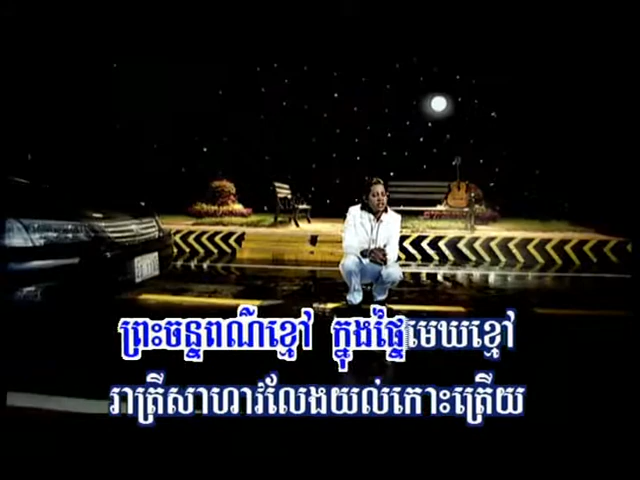 ព្រះចន្ទពណ៌ខ្មៅ ក្នុងផ្ទៃមេឃខ្មៅ
រាត្រីសាហាវលែងយល់កោះត្រើយ